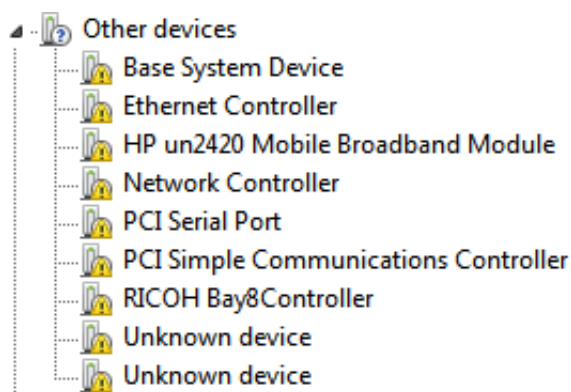 Other devices
Base System Device
Ethernet Controller
HP un2420 Mobile Broadband Module
Network Controller
PCI Serial Port
PCI Simple Communications Controller
RICOH Bay8Controller
Unknown device
Unknown device